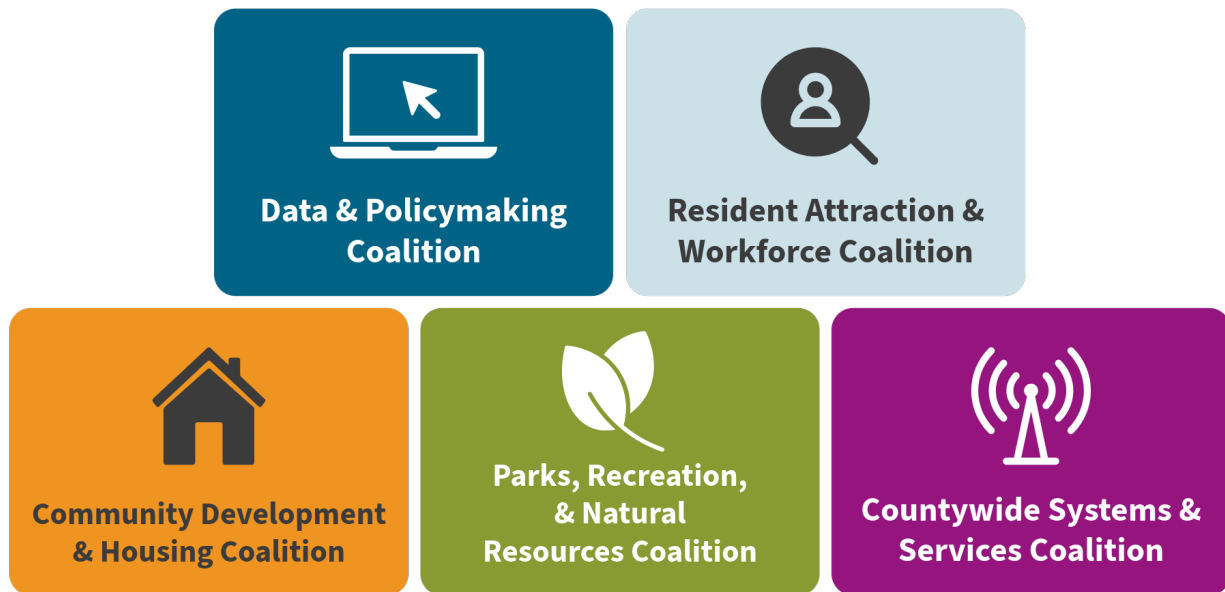 Data & Policymaking
Coalition
Resident Attraction &
Workforce Coalition
Community Development
& Housing Coalition
Parks, Recreation,
& Natural
Resources Coalition
Countywide Systems &
Services Coalition